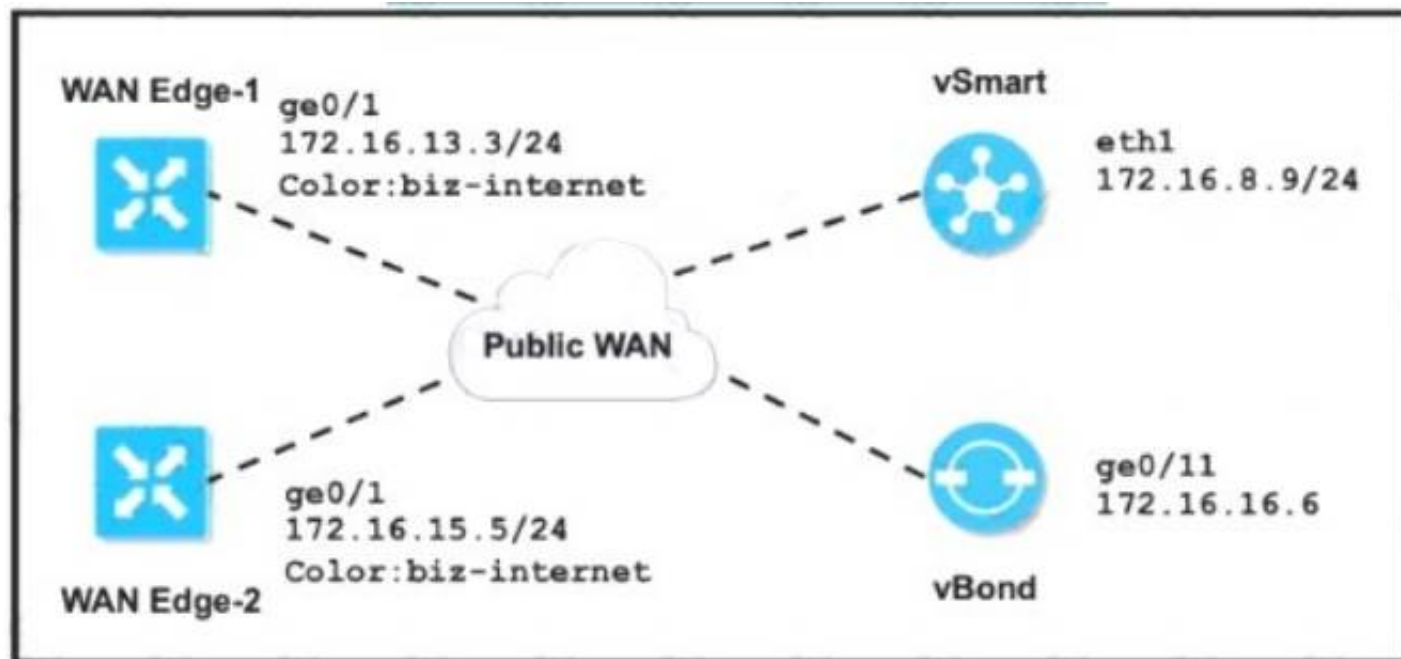 WAN Edge-1
ge0/1
172.16.13.3/24
Color:biz-internet
vSmart
eth1
172.16.8.9/24
Public WAN
ge0/1
172.16.15.5/24
Color:biz-internet
WAN Edge-2
ge0/11
172.16.16.6
vBond